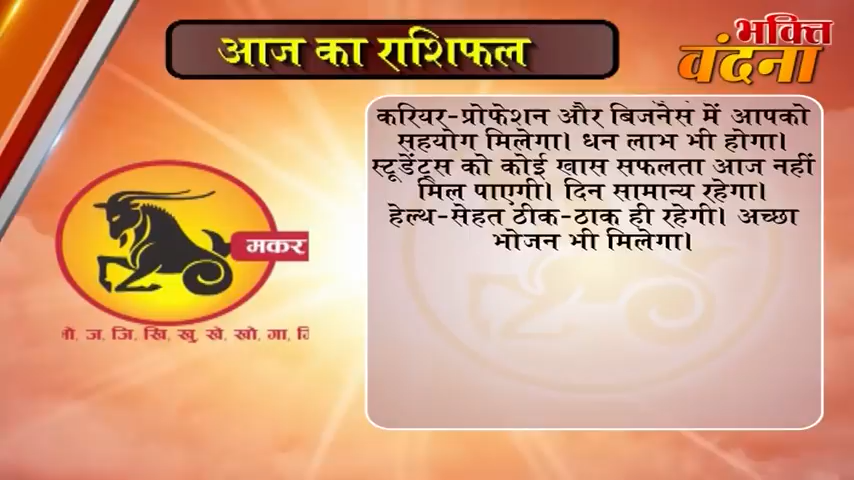 आज का राशिफल
भक्ति
वंदना
करियर-प्रोफेशन और बिजनेस में आपको
सहयोग मिलेगा। धन लाभ भी होगा।
स्टूडेंट्स को कोई खास सफलता आज नहीं
मिल पाएगी। दिन सामान्य रहेगा।
हेल्थ-सेहत ठीक-ठाक ही रहेगी। अच्छा
भोजन भी मिलेगा।
मकर
ज, जि, खि, खु, खे, खो, गा,